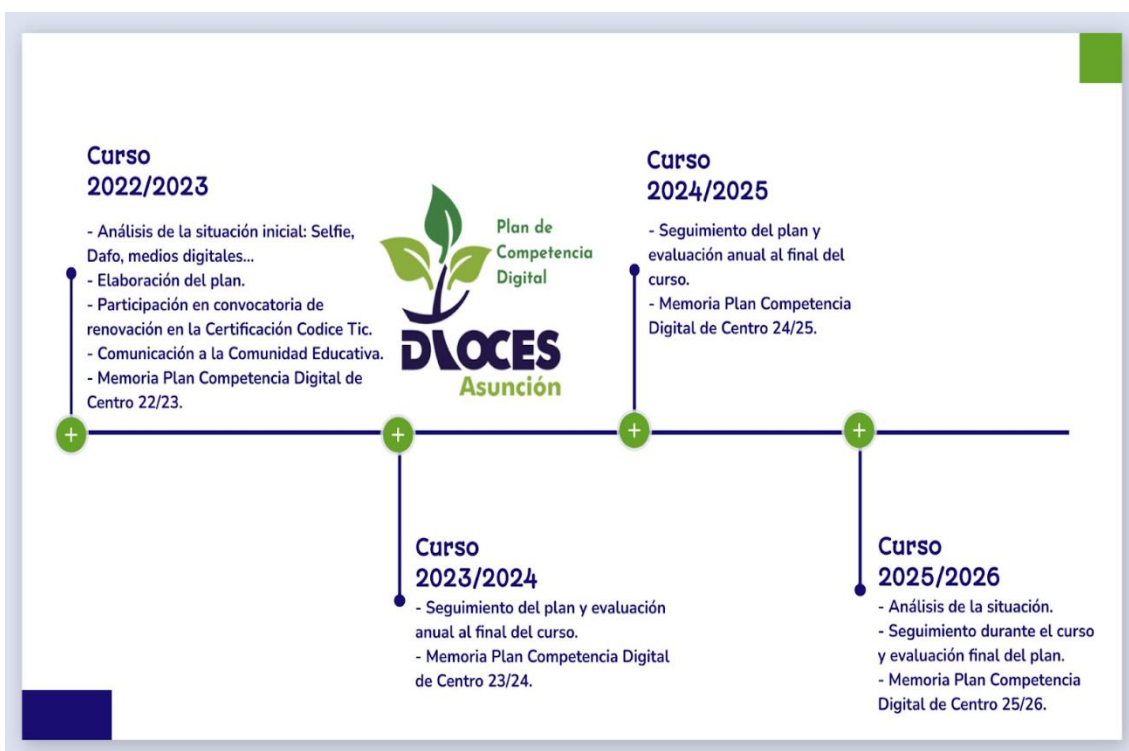 Curso
2022/2023
- Análisis de la situación inicial: Selfie,
Dafo, medios digitales...
- Elaboración del plan.
- Participación en convocatoria de
renovación en la Certificación Codice Tic.
- Comunicación a la Comunidad Educativa.
- Memoria Plan Competencia Digital de
Centro 22/23.
Plan de
Competencia
Digital
DIOCES
Asunción
Curso
2024/2025
- Seguimiento del plan y
evaluación anual al final del
curso.
- Memoria Plan Competencia
Digital de Centro 24/25.
Curso
2023/2024
- Seguimiento del plan y evaluación
anual al final del curso.
- Memoria Plan Competencia Digital
de Centro 23/24.
Curso
2025/2026
- Análisis de la situación.
- Seguimiento durante el curso
y evaluación final del plan.
- Memoria Plan Competencia
Digital de Centro 25/26.